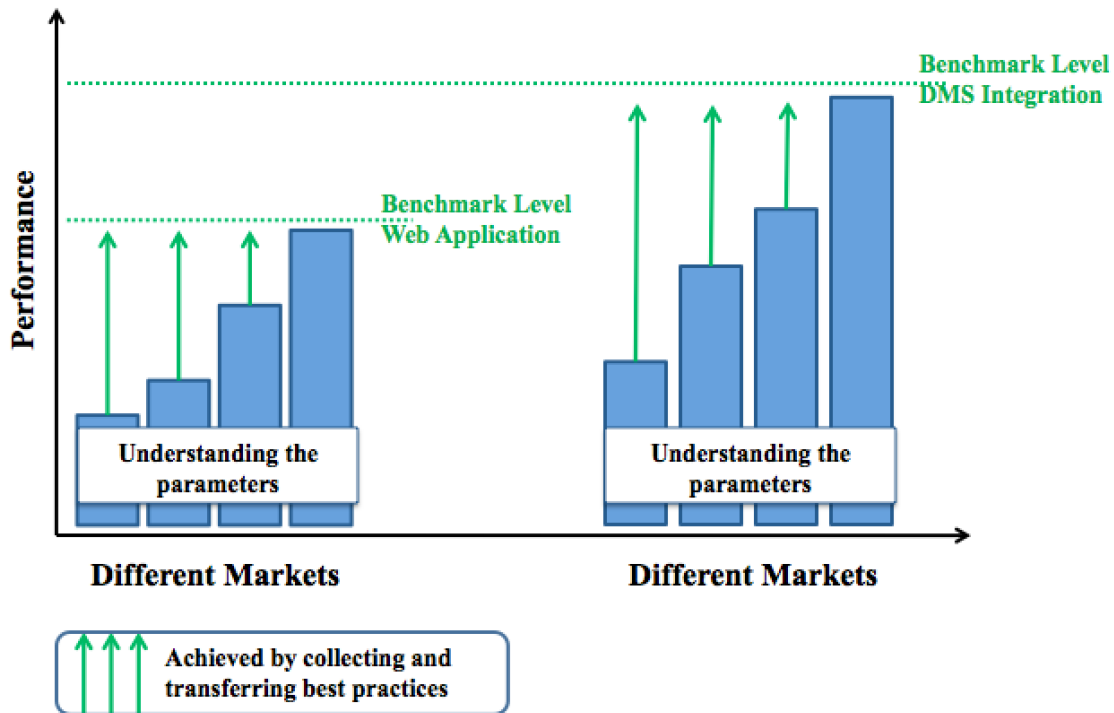 Performance
Benchmark Level
DMS Integration
Benchmark Level
Web Application
Understanding the
parameters
Understanding the
parameters
Different Markets
Different Markets
Achieved by collecting and
transferring best practices